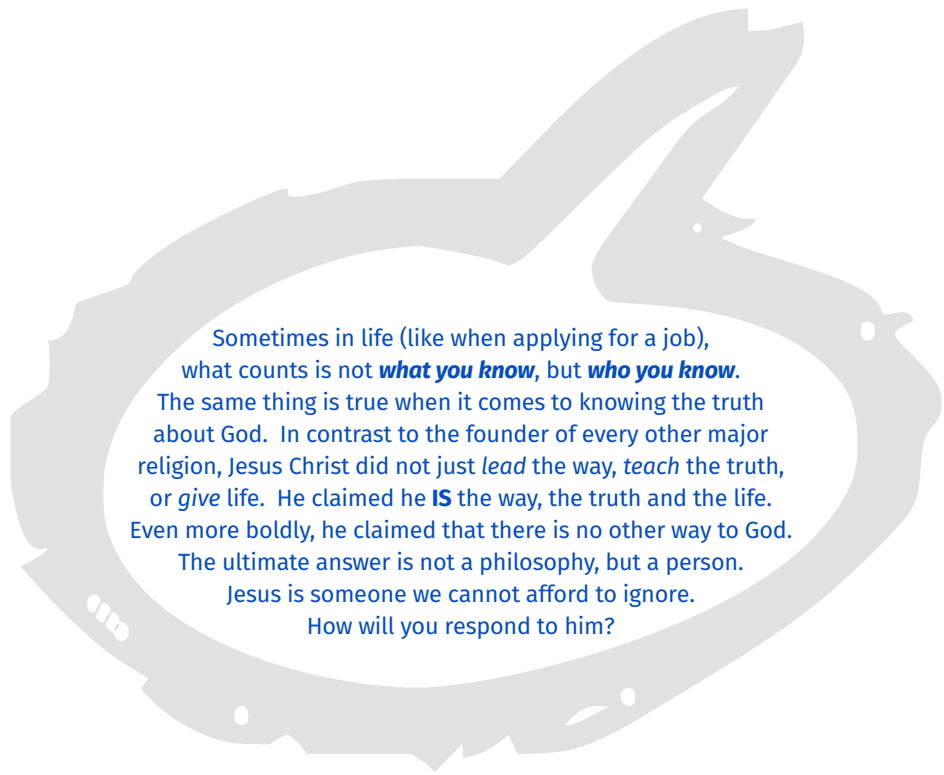 Sometimes in life (like when applying for a job),
what counts is not what you know, but who you know.
The same thing is true when it comes to knowing the truth
about God.  In contrast to the founder of every other major
religion, Jesus Christ did not just lead the way, teach the truth,
or give life.  He claimed he IS the way, the truth and the life.
Even more boldly, he claimed that there is no other way to God.
The ultimate answer is not a philosophy, but a person.
Jesus is someone we cannot afford to ignore.
How will you respond to him?